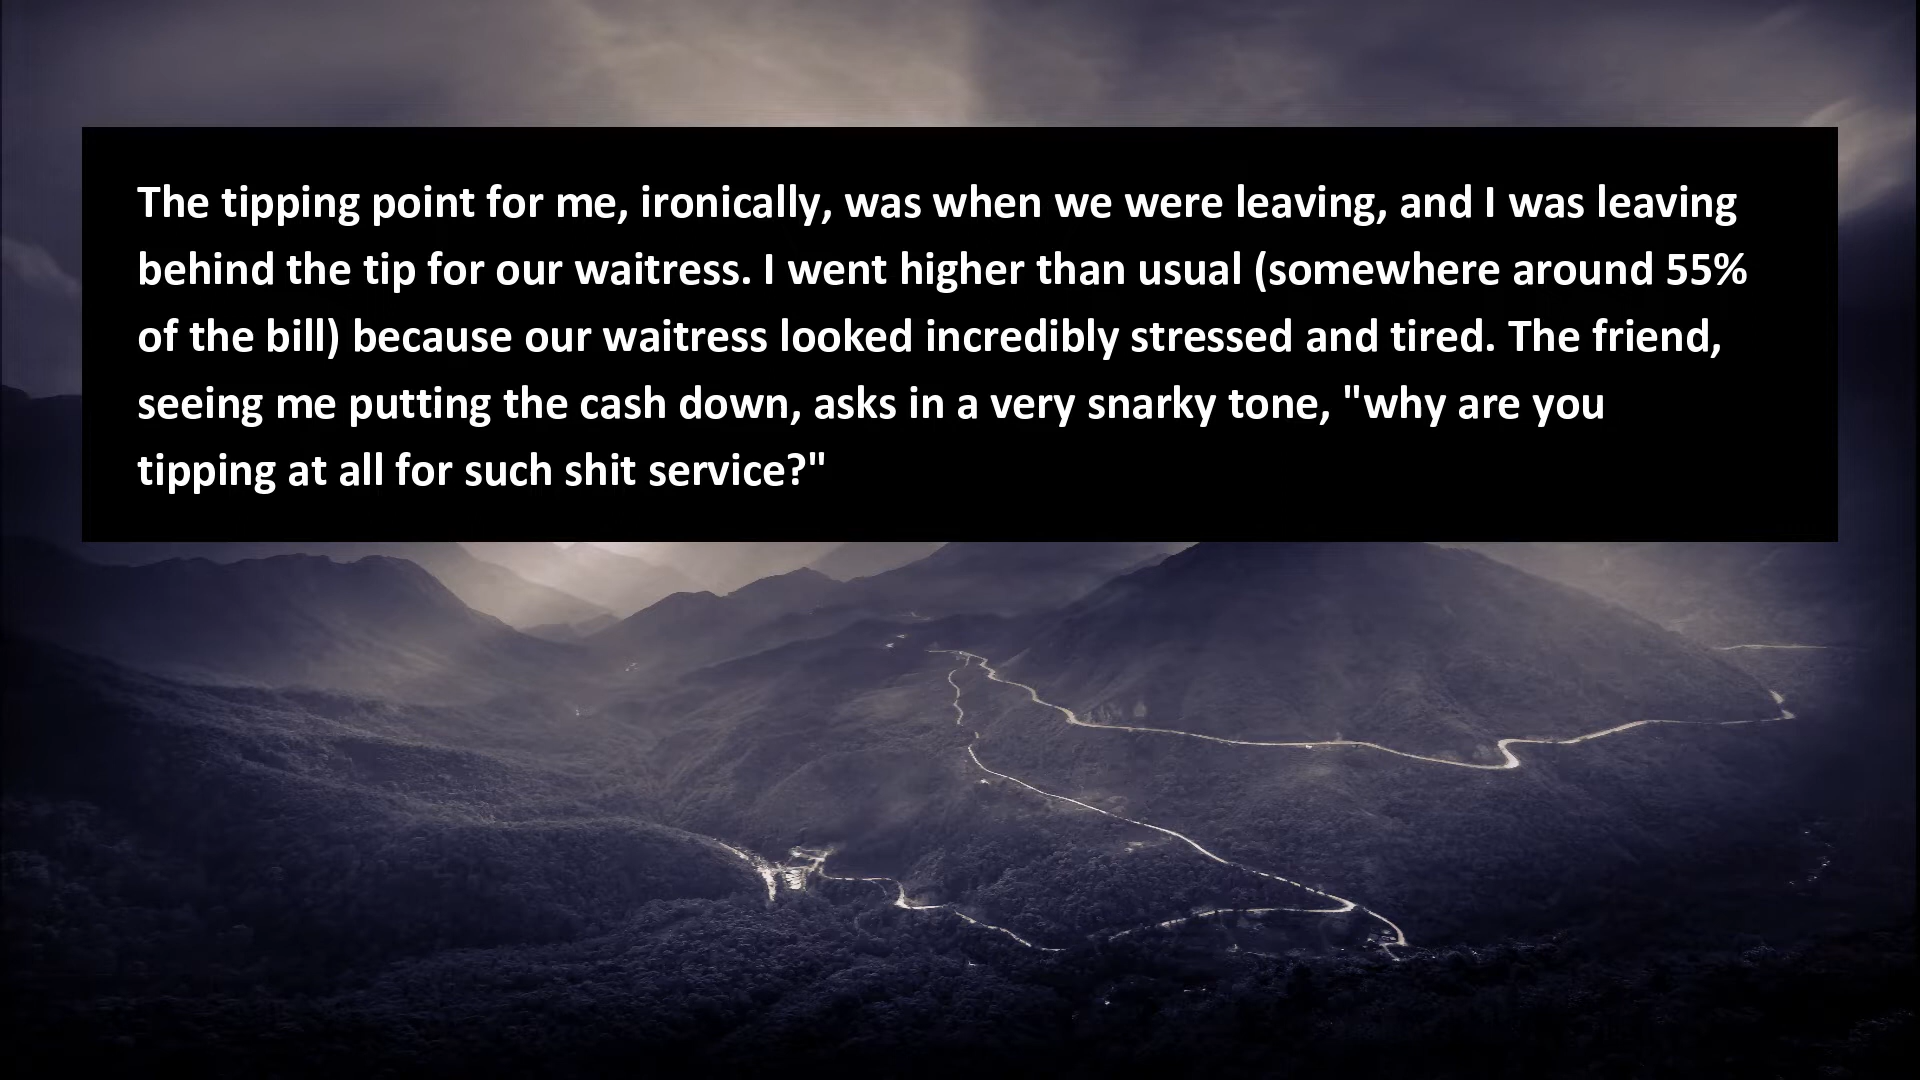 The tipping point for me, ironically, was when we were leaving, and I was leaving
behind the tip for our waitress. I went higher than usual (somewhere around 55%
of the bill) because our waitress looked incredibly stressed and tired. The friend,
seeing me putting the cash down, asks in a very snarky tone, "why are you
tipping at all for such shit service?"